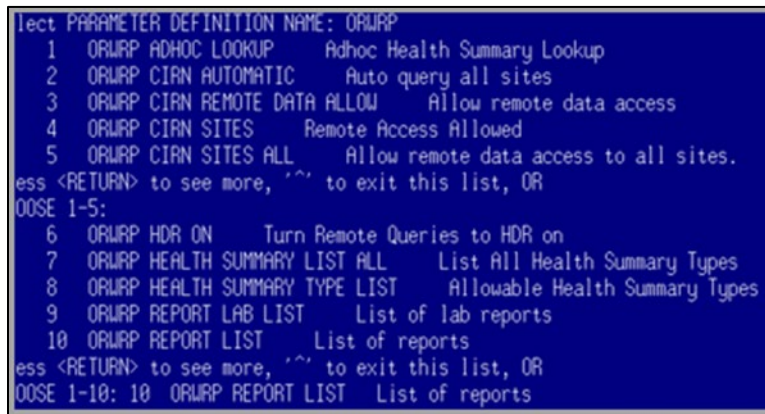 lect PARAMETER DEFINITION NAME: ORWRP
1 ORWRP ADHOC LOOKUP Adhoc Health Summary Lookup
2 ORWRP CIRN AUTOMATIC Auto query all sites
3 ORWRP CIRN REMOTE DATA ALLOW Allow remote data access
4 ORWRP CIRN SITES Remote Access Allowed
5 ORWRP CIRN SITES ALL Allow remote data access to all sites.
ess <RETURN> to see more, '^' to exit this list, OR
OOSE 1-5:
6 ORWRP HDR ON Turn Remote Queries to HDR on
7 ORWRP HEALTH SUMMARY LIST ALL List All Health Summary Types
8 ORWRP HEALTH SUMMARY TYPE LIST Allowable Health Summary Types
9 ORWRP REPORT LAB LIST List of lab reports
10 ORWRP REPORT LIST List of reports
ess <RETURN> to see more, '^' to exit this list, OR
OOSE 1-10: 10 ORWRP REPORT LIST List of reports